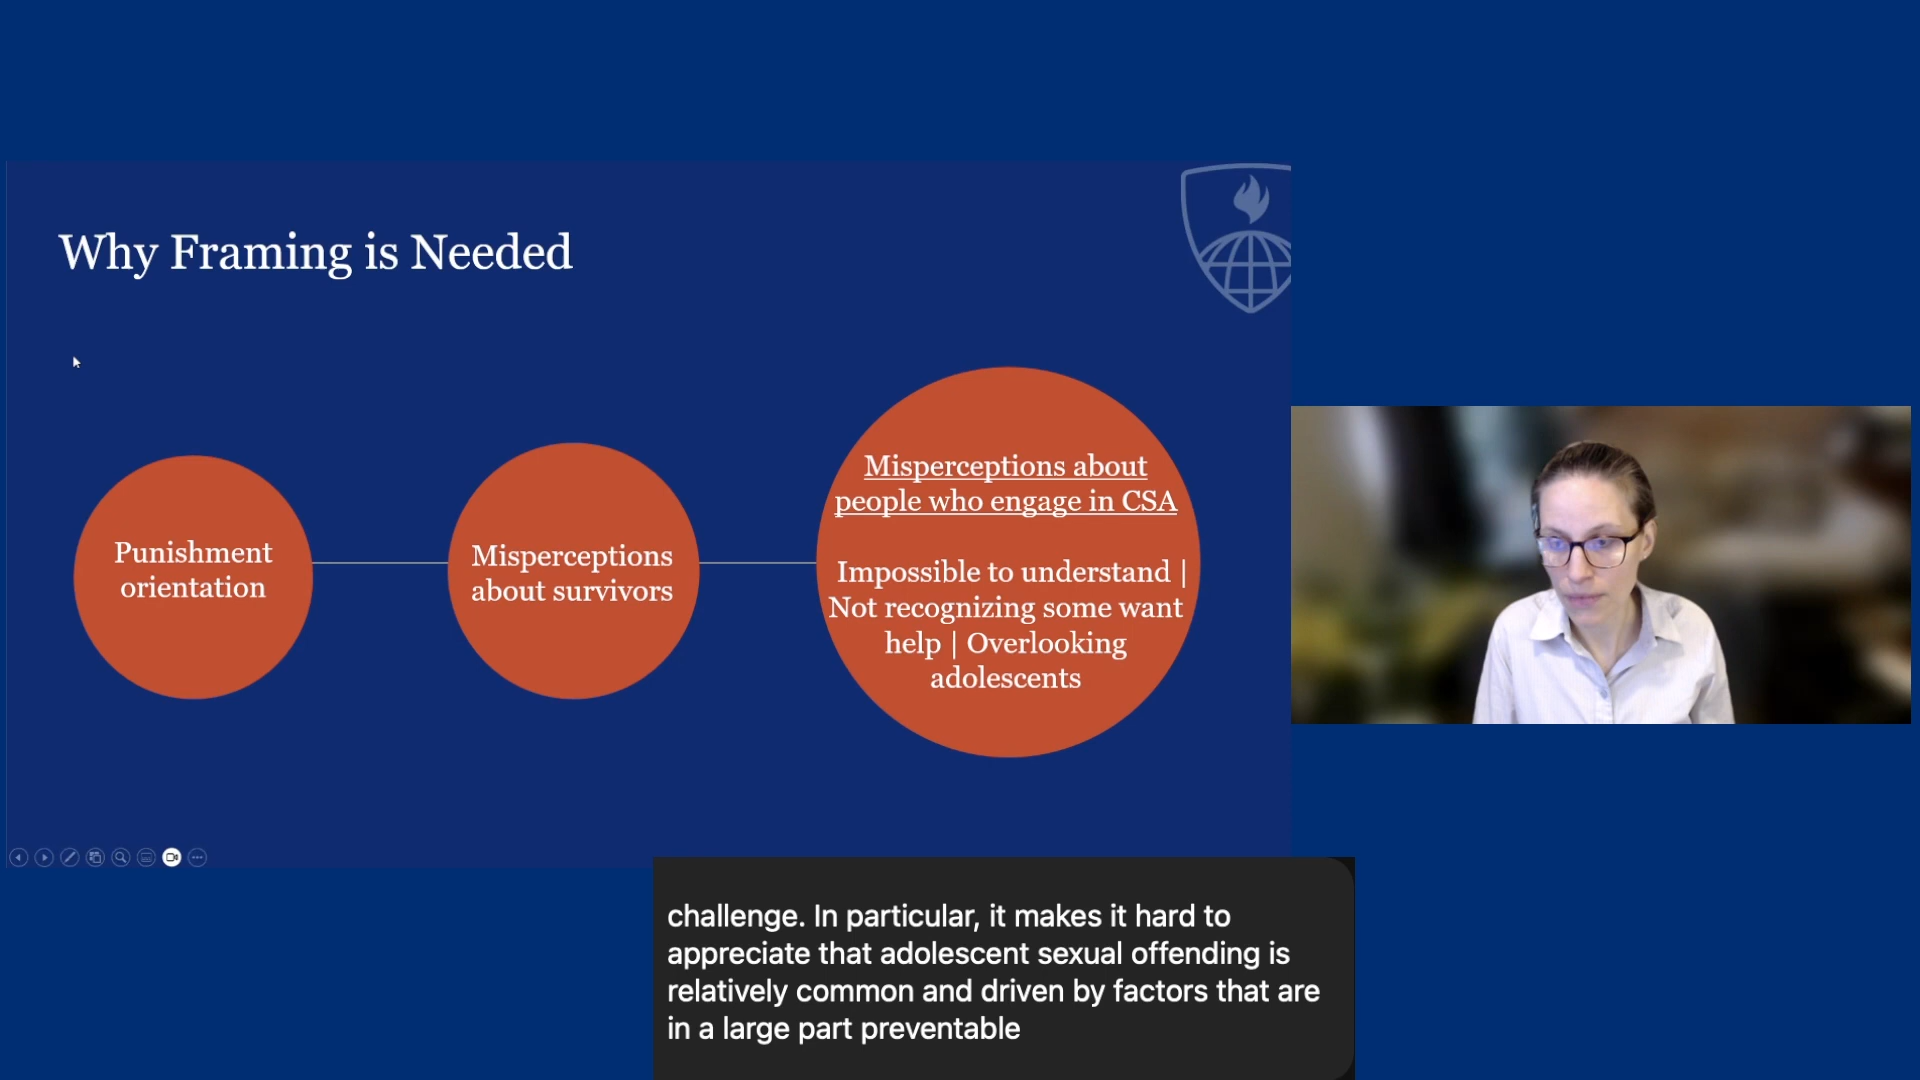 Why Framing is Needed
Punishment
orientation
Misperceptions
about survivors
Misperceptions about
people who engage in CSA
Impossible to understand |
Not recognizing some want
help | Overlooking
adolescents
challenge. In particular, it makes it hard to
appreciate that adolescent sexual offending is
relatively common and driven by factors that are
in a large part preventable